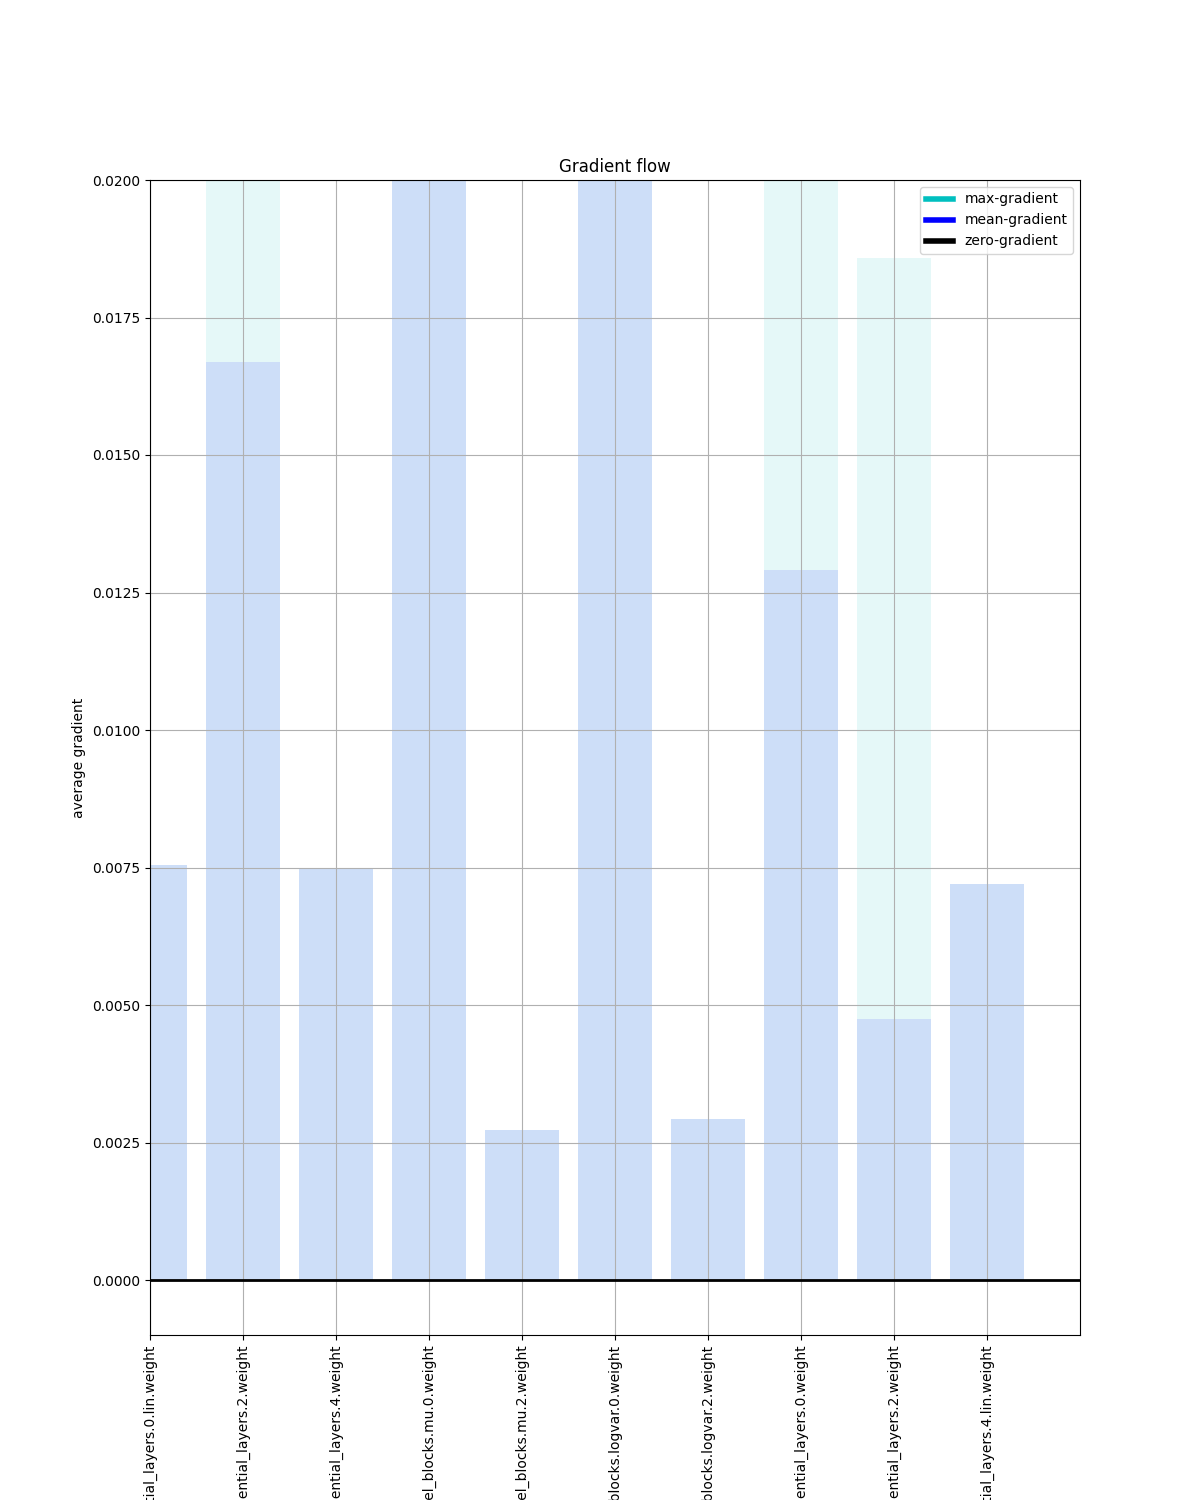 Gradient flow
max-gradient
mean-gradient
zero-gradient
0.0200
0.0175
0.0150
0.0125
0.0100
0.0075
0.0050
0.0025
0.0000
average gradient
tial_layers.0.lin.weight
ential_layers.2.weight
ential_layers.4.weight
el_blocks.mu.0.weight
el_blocks.mu.2.weight
blocks.logvar.0.weight
blocks.logvar.2.weight
ential_layers.0.weight
ential_layers.2.weight
tial_layers.4.lin.weight